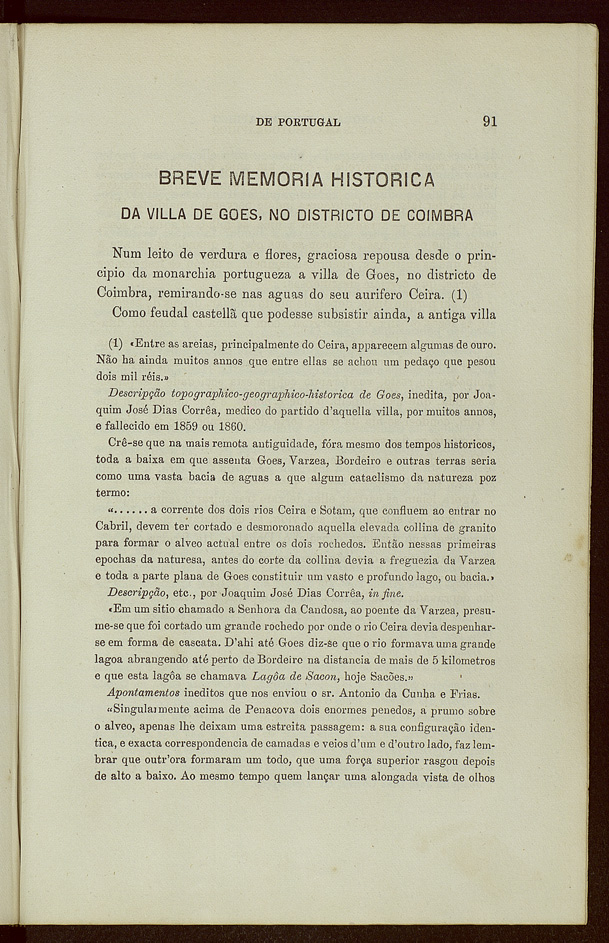 DE PORTUGAL 91
BREVE MEMORIA HISTORICA
DA VILLA DE GOES, NO DISTRICTO DE COIMBRA
Num leito de verdura e flores, graciosa repousa desde o prin-
cipio da monarchia portugueza a villa de Goes, no districto de
Coimbra, remirando-se nas aguas do seu aurifero Ceira. (1)
Como feudal castellã que podesse subsistir ainda, a antiga villa
(1) «Entre as areias, principalmente do Ceira, apparecem algumas de ouro.
Não ha ainda muitos annos que entre ellas se achou um pedaço que pesou
dois mil réis.»
Descripção topographico-geographico-historica de Goes, inedita, por Joa-
quim José Dias Corrêa, medico do partido d'aquella villa, por muitos annos,
e fallecido em 1859 ou 1860.
Crê-se que na mais remota antiguidade, fóra mesmo dos tempos historicos,
toda a baixa em que assenta Goes, Varzea, Bordeiro e outras terras seria
como uma vasta bacia de aguas a que algum cataclismo da natureza poz
termo:
«...... a corrente dos dois rios Ceira e Sotam, que confluem ao entrar no
Cabril, devem ter cortado e desmoronado aquella elevada collina de granito
para formar o alveo actual entre os dois rochedos. Então nessas primeiras
epochas da naturesa, antes do corte da collina devia a freguezia da Varzea
e toda a parte plana de Goes constituir um vasto e profundo lago, ou bacia.»
Descripção, etc., por Joaquim José Dias Corrêa, in fine.
«Em um sitio chamado a Senhora da Candosa, ao poente da Varzea, presu-
me-se que foi cortado um grande rochedo por onde o rio Ceira devia despenhar-
se em forma de cascata. D'ahi até Goes diz-se que o rio formava uma grande
lagoa abrangendo até perto de Bordeiro na distancia de mais de 5 kilometros
e que esta lagôa se chamava Lagôa de Sacon, hoje Sacões.»
Apontamentos ineditos que nos enviou o sr. Antonio da Cunha e Frias.
«Singularmente acima de Penacova dois enormes penedos, a prumo sobre
o alveo, apenas lhe deixam uma estreita passagem: a sua configuração iden-
tica, e exacta correspondencia de camadas e veios d'um e d'outro lado, faz lem-
brar que outr'ora formaram um todo, que uma força superior rasgou depois
de alto a baixo. Ao mesmo tempo quem lançar uma alongada vista de olhos